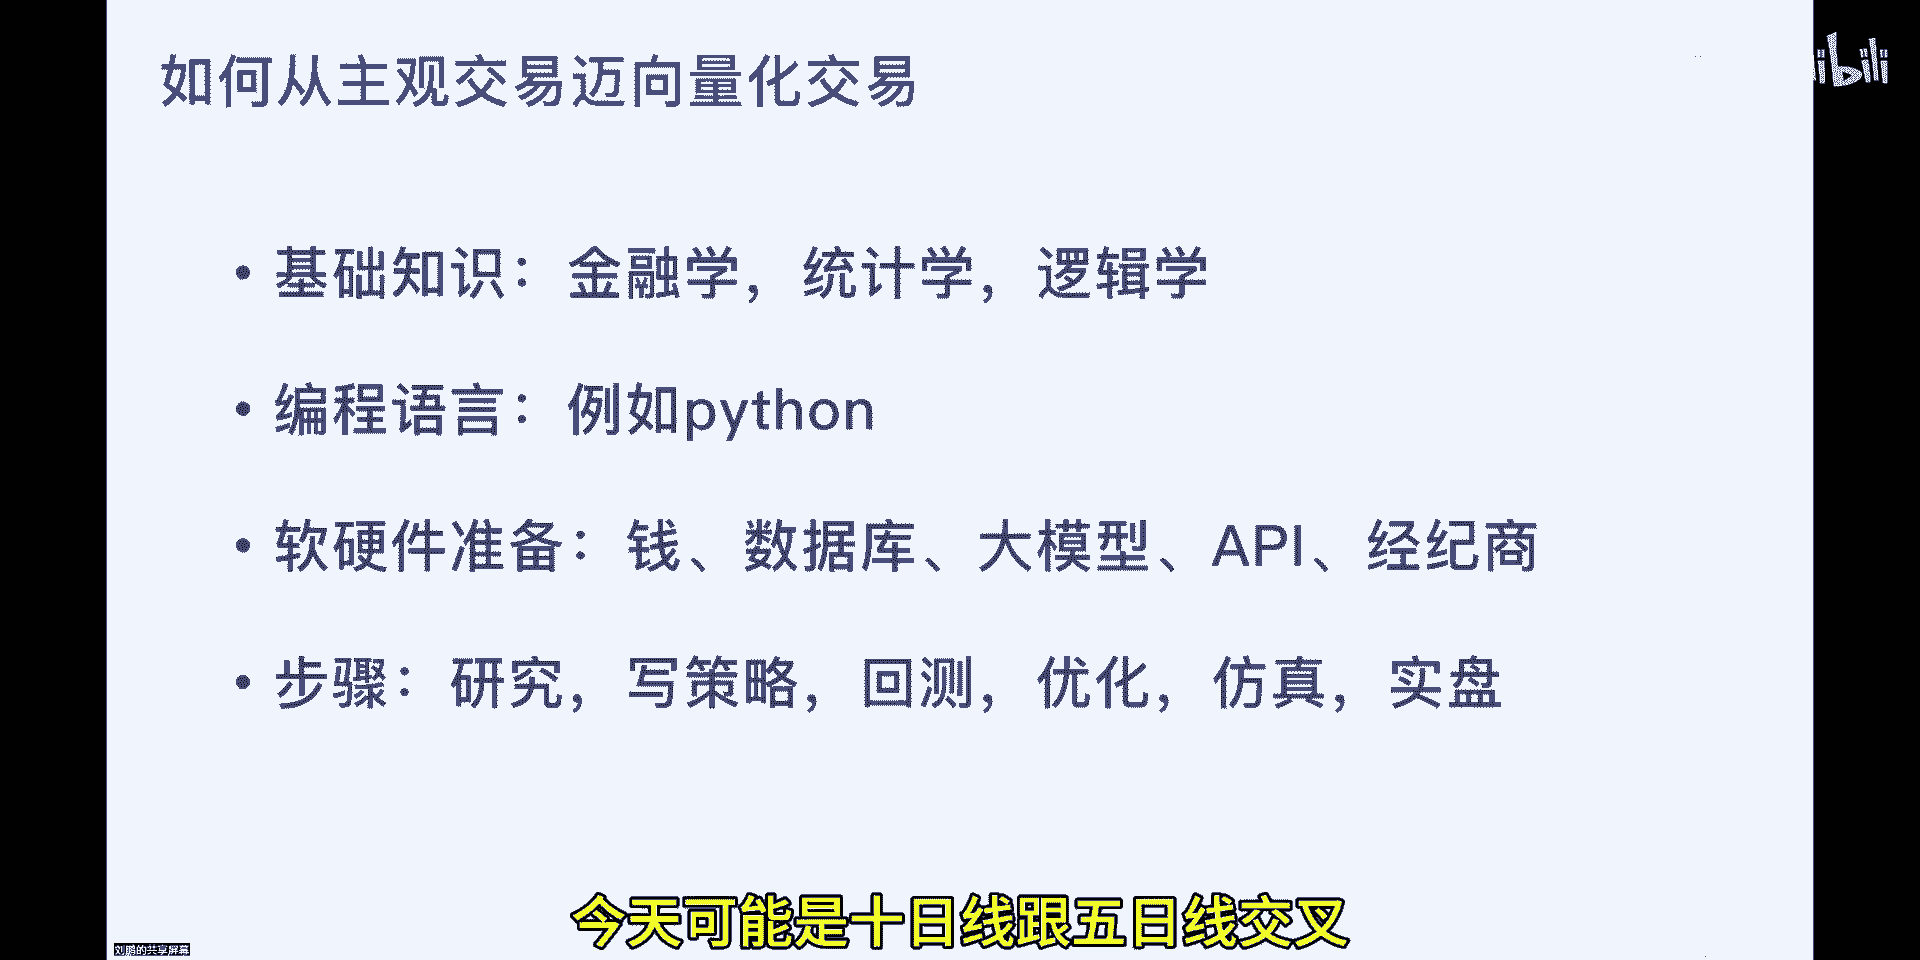 如何从主观交易迈向量化交易
ibili
• 基础知识：金融学，统计学，逻辑学
• 编程语言：例如python
• 软硬件准备：钱、数据库、大模型、API、经纪商
• 步骤：研究，写策略，回测，优化，仿真，实盘
今天可能是十日线跟五日线交叉
刘鹏的共享屏幕